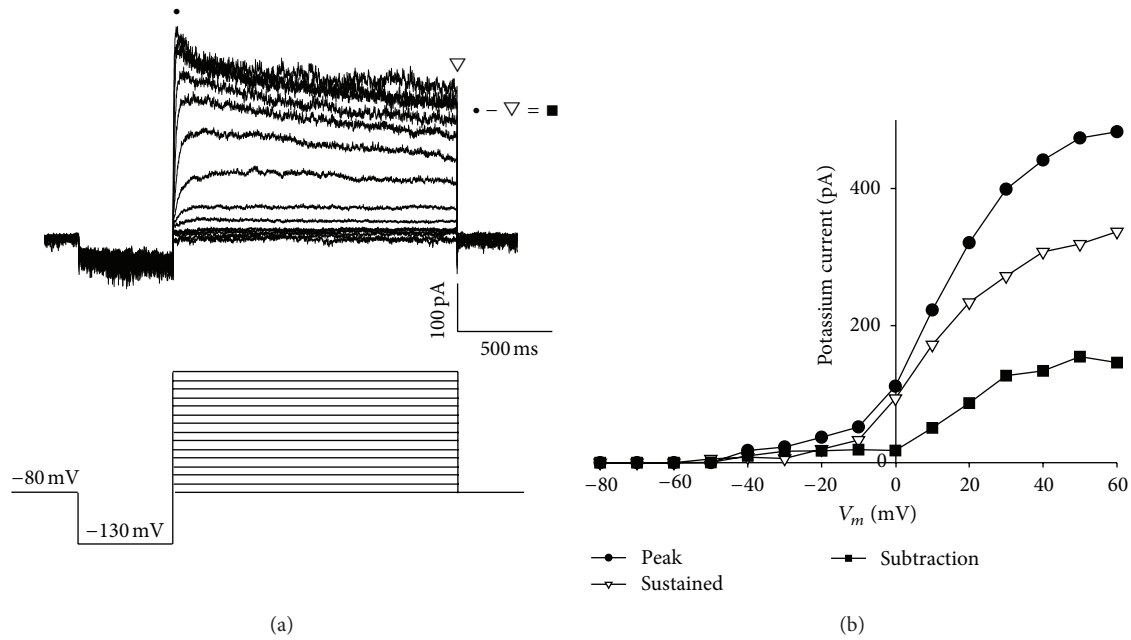 • − ▽ = ■
100 pA
500 ms
−80 mV
−130 mV
(a)
Potassium current (pA)
400
200
0
−80 −60 −40 −20 0 20 40 60
V_m (mV)
Peak
Sustained
Subtraction
(b)